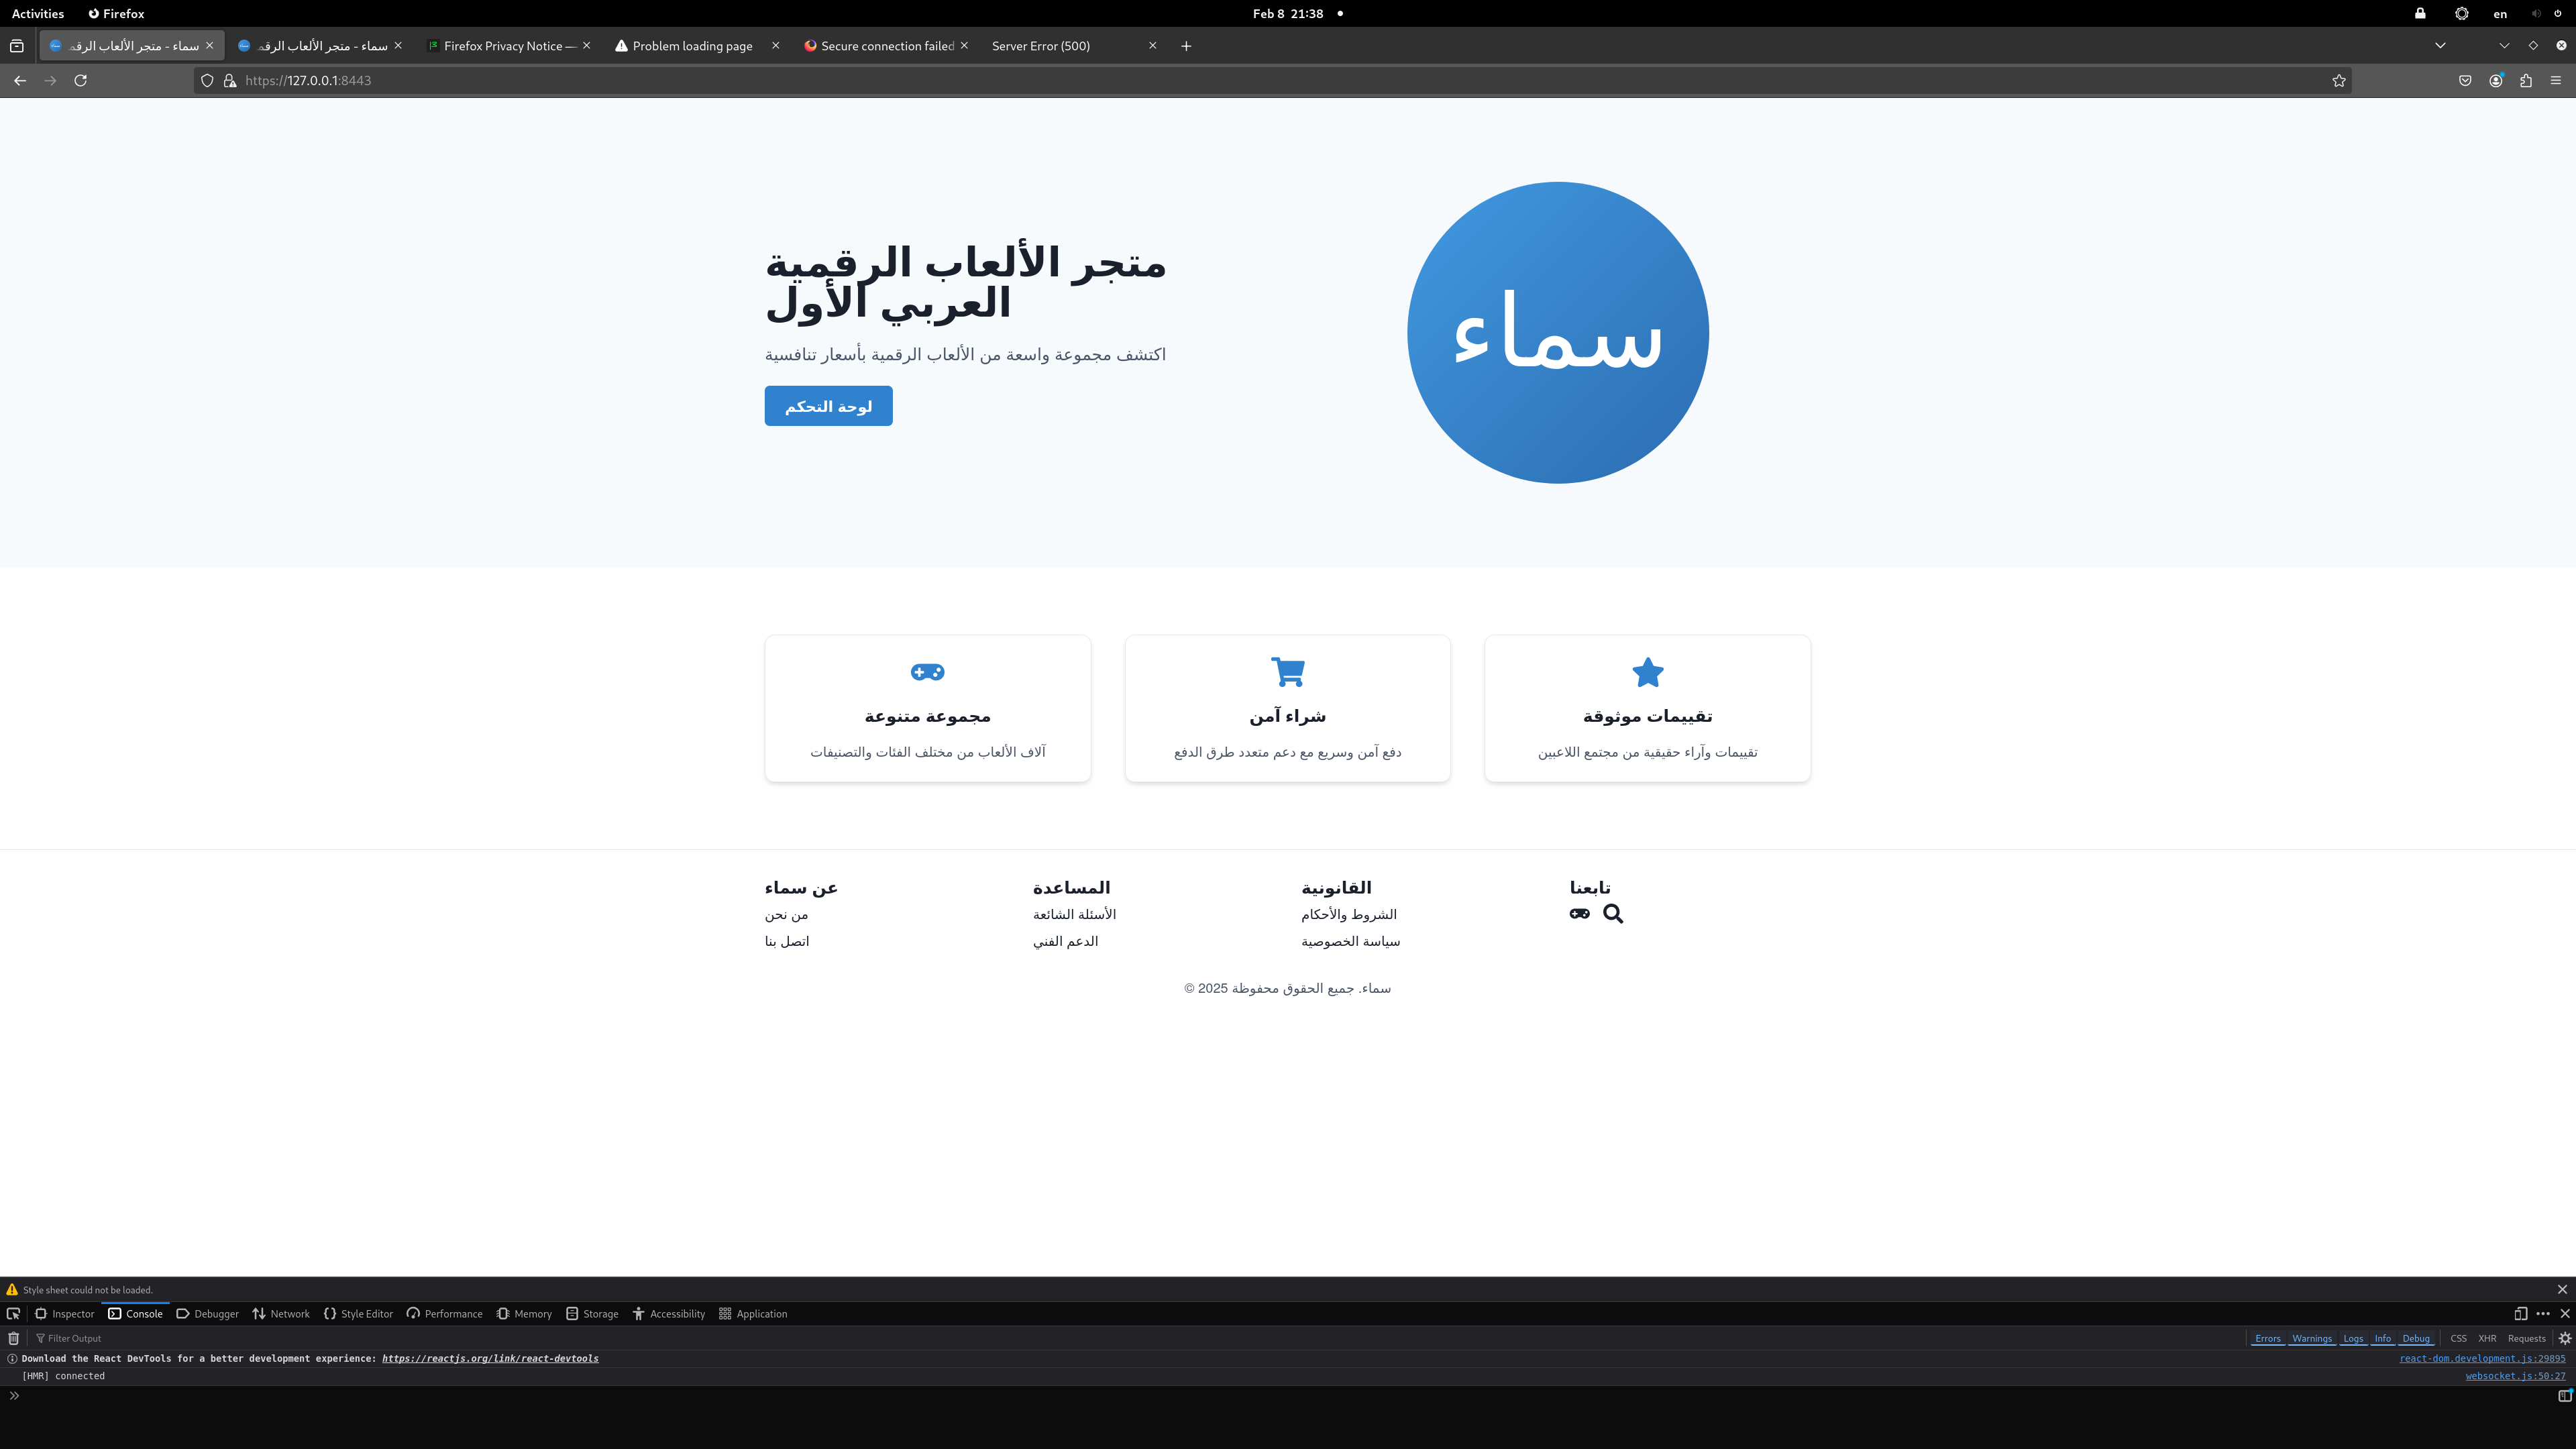 Activities Firefox Feb 8 21:38 en
سماء - متجر الألعاب الرقم سماء - متجر الألعاب الرقم Firefox Privacy Notice — Problem loading page Secure connection failed Server Error (500)
https://127.0.0.1:8443
متجر الألعاب الرقمية
العربي الأول
اكتشف مجموعة واسعة من الألعاب الرقمية بأسعار تنافسية
لوحة التحكم
سماء
مجموعة متنوعة
آلاف الألعاب من مختلف الفئات والتصنيفات
شراء آمن
دفع آمن وسريع مع دعم متعدد طرق الدفع
تقييمات موثوقة
تقييمات وآراء حقيقية من مجتمع اللاعبين
عن سماء
من نحن
اتصل بنا
المساعدة
الأسئلة الشائعة
الدعم الفني
القانونية
الشروط والأحكام
سياسة الخصوصية
تابعنا
© 2025 سماء. جميع الحقوق محفوظة
Style sheet could not be loaded.
Inspector Console Debugger Network Style Editor Performance Memory Storage Accessibility Application
Filter Output Errors Warnings Logs Info Debug CSS XHR Requests
Download the React DevTools for a better development experience: https://reactjs.org/link/react-devtools react-dom.development.js:29895
[HMR] connected websocket.js:50:27